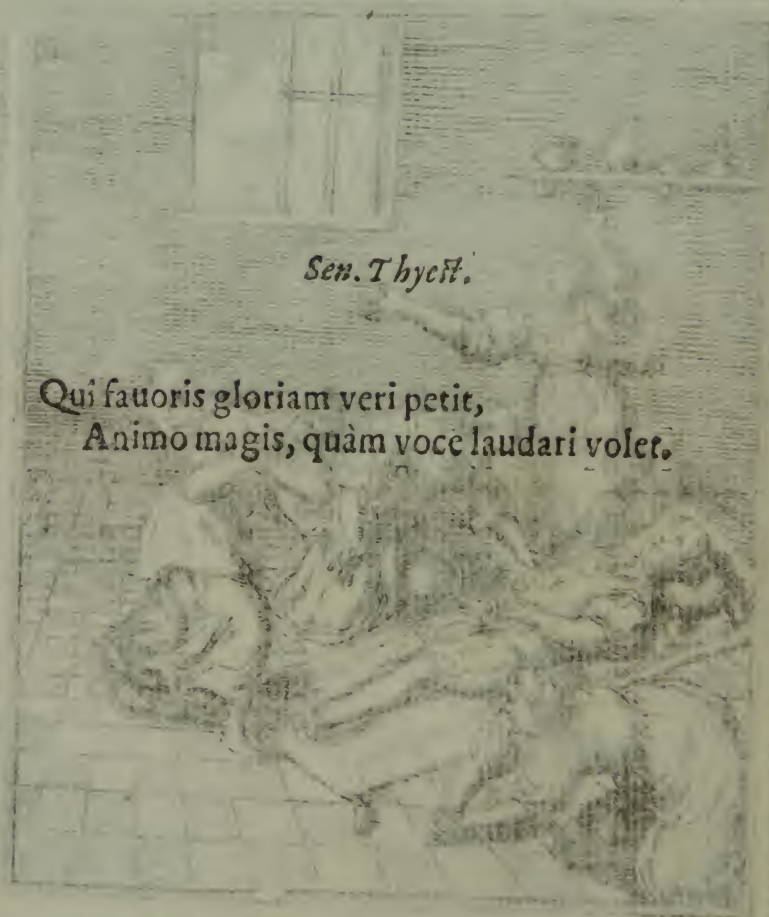 Sen. Thyest.
Qui fauoris gloriam veri petit,
Animo magis, quàm voce laudari volet.